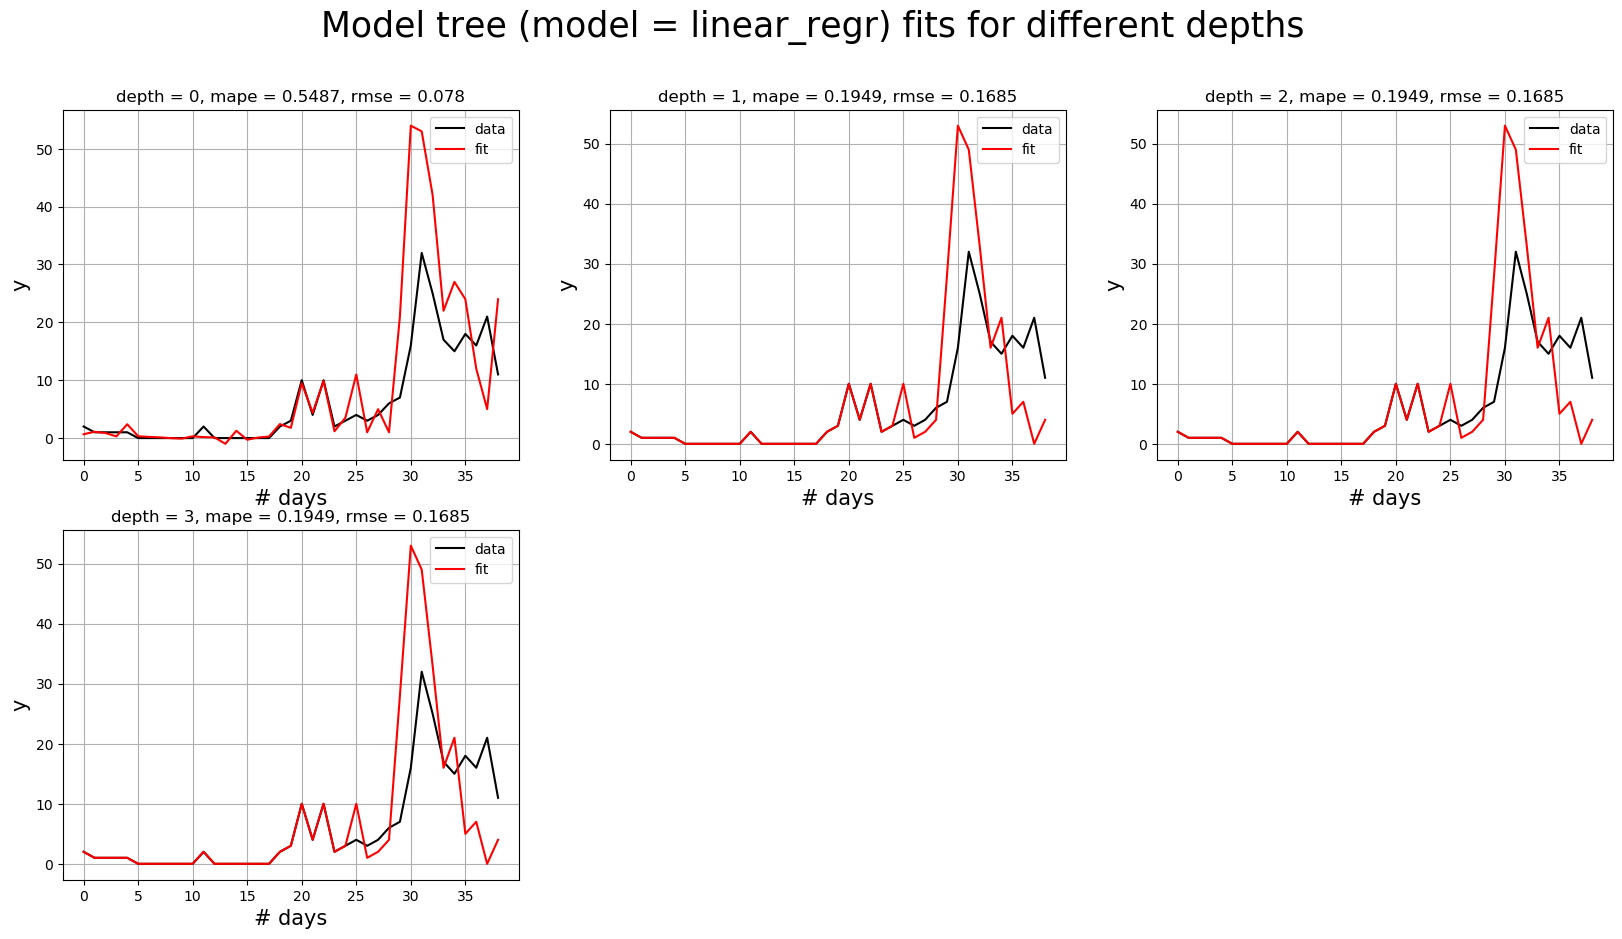 Model tree (model = linear_regr) fits for different depths
depth = 0, mape = 0.5487, rmse = 0.078
data
fit
50
40
30
20
10
0
y
0 5 10 15 20 25 30 35
# days
depth = 1, mape = 0.1949, rmse = 0.1685
data
fit
50
40
30
20
10
0
y
0 5 10 15 20 25 30 35
# days
depth = 2, mape = 0.1949, rmse = 0.1685
data
fit
50
40
30
20
10
0
y
0 5 10 15 20 25 30 35
# days
depth = 3, mape = 0.1949, rmse = 0.1685
data
fit
50
40
30
20
10
0
y
0 5 10 15 20 25 30 35
# days